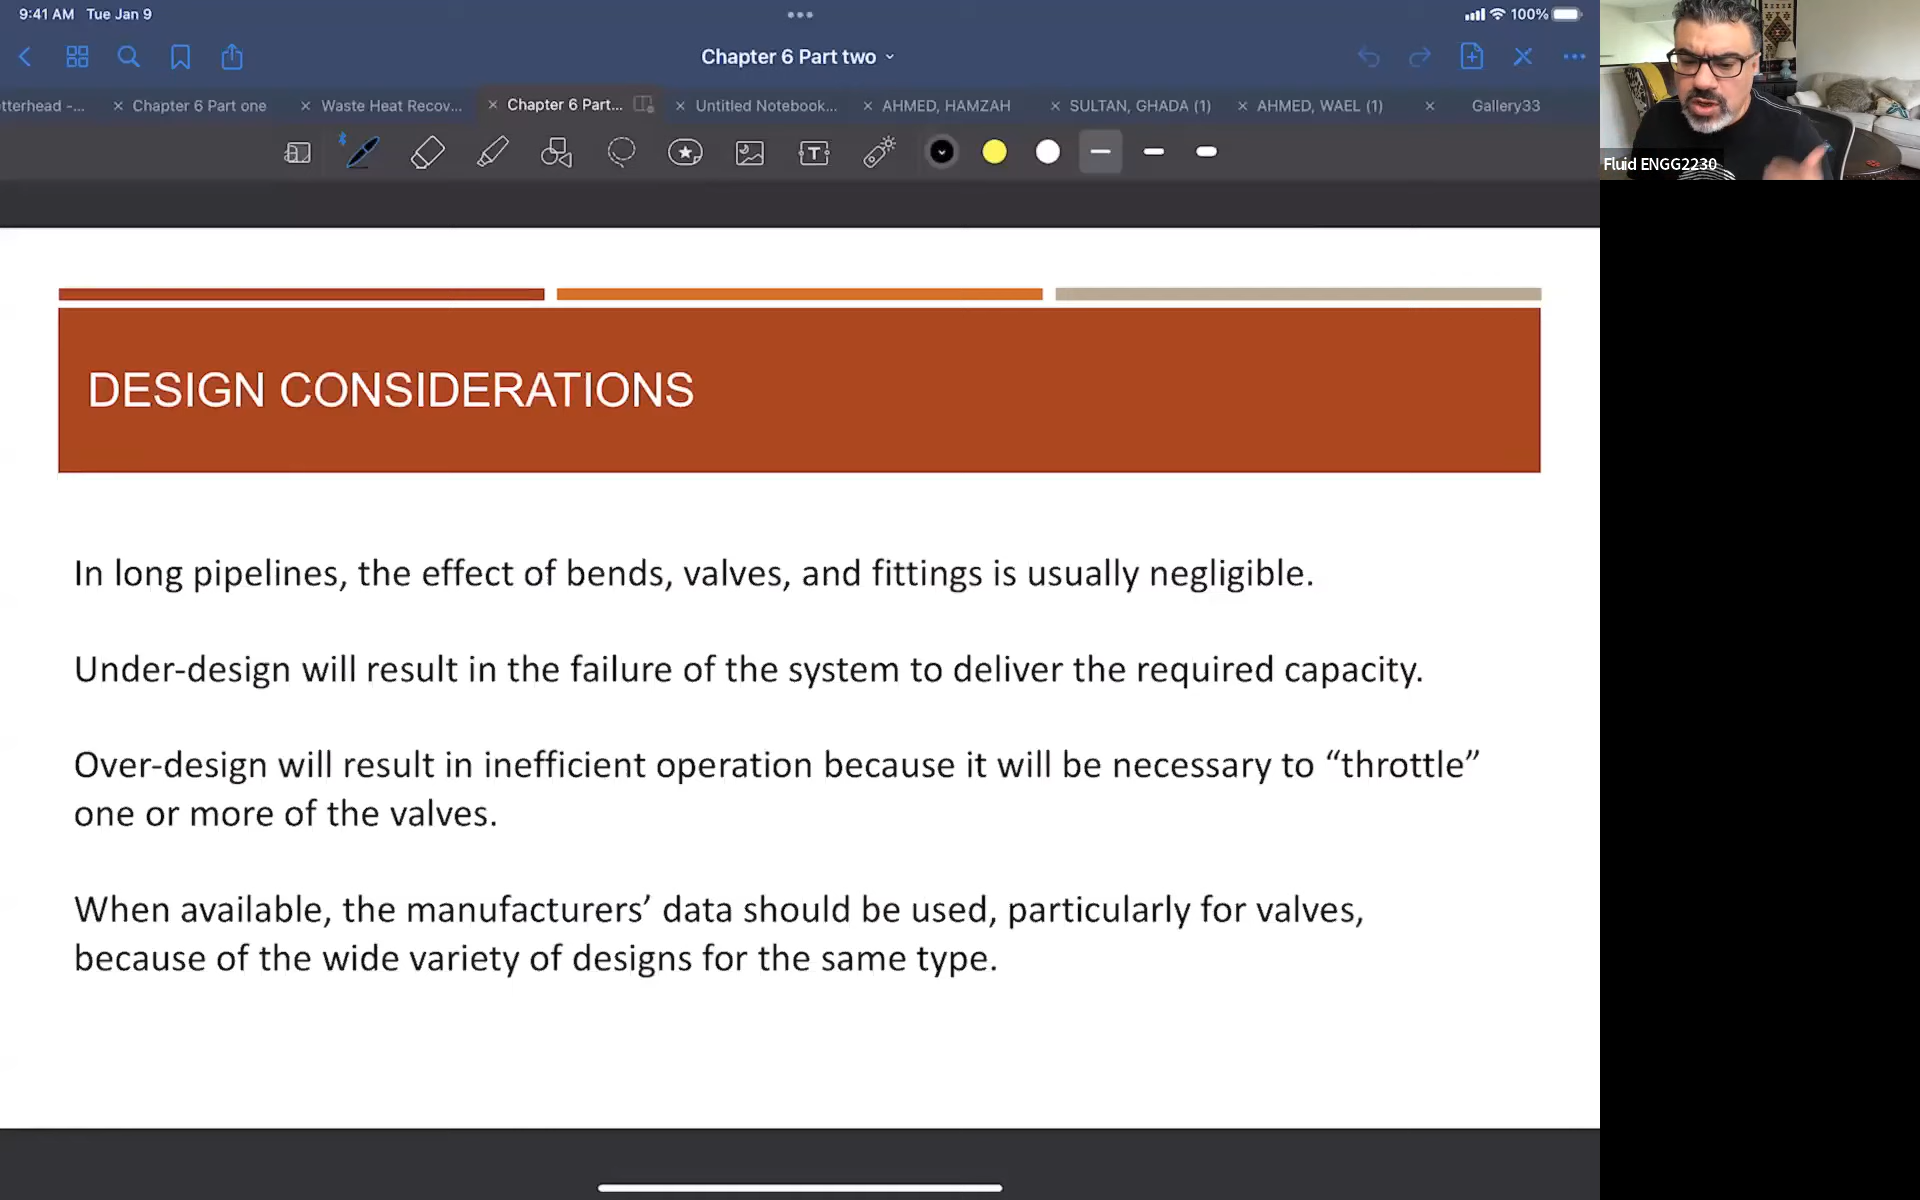 9:41 AM Tue Jan 9
100%
Chapter 6 Part two
etterhead -...
Chapter 6 Part one
Waste Heat Recov...
Chapter 6 Part...
Untitled Notebook...
AHMED, HAMZAH
SULTAN, GHADA (1)
AHMED, WAEL (1)
Gallery33
Fluid ENGG2230
DESIGN CONSIDERATIONS
In long pipelines, the effect of bends, valves, and fittings is usually negligible.
Under-design will result in the failure of the system to deliver the required capacity.
Over-design will result in inefficient operation because it will be necessary to “throttle”
one or more of the valves.
When available, the manufacturers’ data should be used, particularly for valves,
because of the wide variety of designs for the same type.